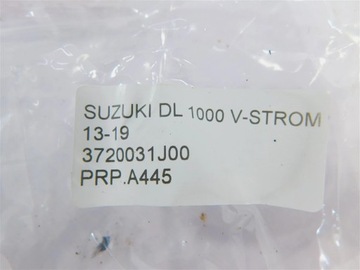 SUZUKI DL 1000 V-STROM
13-19
3720031J00
PRP.A445